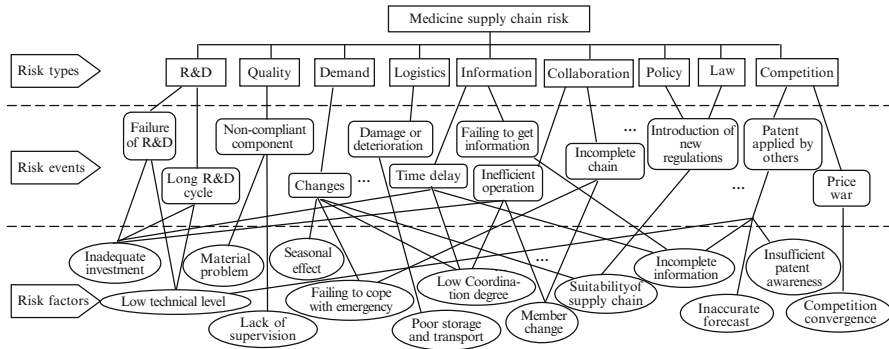 Medicine supply chain risk
Risk types
R&D
Quality
Demand
Logistics
Information
Collaboration
Policy
Law
Competition
Risk events
Failure
of R&D
Non-compliant
component
Damage or
deterioration
Failing to get
information
...
Introduction of
new
regulations
Patent
applied by
others
Long R&D
cycle
Changes
...
Time delay
Inefficient
operation
Incomplete
chain
...
Price
war
Risk factors
Inadequate
investment
Material
problem
Seasonal
effect
...
Incomplete
information
Insufficient
patent
awareness
Low technical level
Failing to cope
with emergency
Low Coordina-
tion degree
Suitabilityof
supply chain
Lack of
supervision
Poor storage
and transport
Member
change
Inaccurate
forecast
Competition
convergence